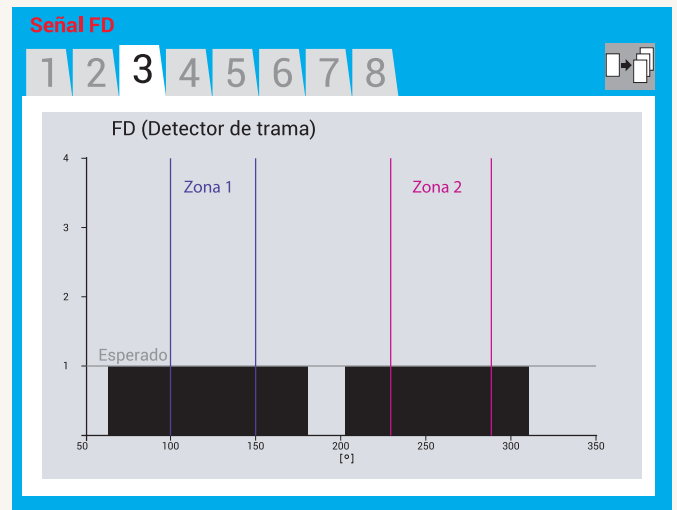 Señal FD
1 2 3 4 5 6 7 8
FD (Detector de trama)
4
Zona 1 Zona 2
3
2
Esperado
1
50 100 150 200 250 300 350
[º]